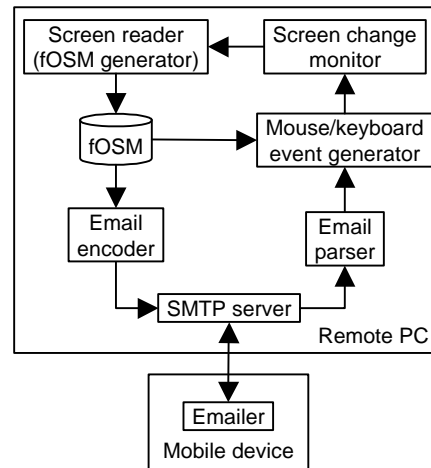 Screen reader
(fOSM generator)
Screen change
monitor
fOSM
Mouse/keyboard
event generator
Email
encoder
Email
parser
SMTP server
Remote PC
Emailer
Mobile device